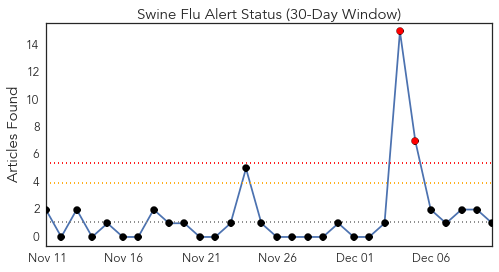 Swine Flu Alert Status (30-Day Window)
Articles Found
14
12
10
8
6
4
2
0
Nov 11
Nov 16
Nov 21
Nov 26
Dec 01
Dec 06